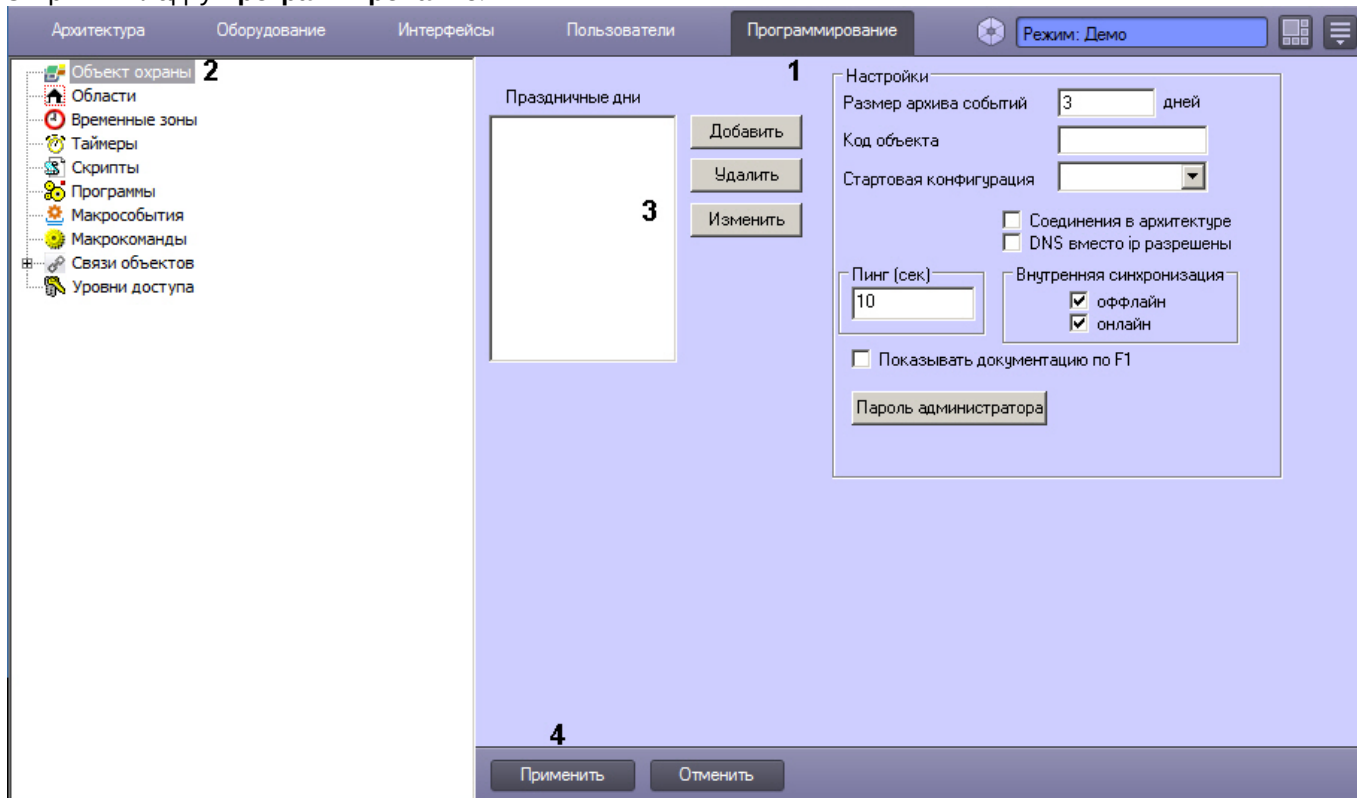 Архитектура Оборудование Интерфейсы Пользователи Программирование Режим: Демо
Объект охраны 2
Области
Временные зоны
Таймеры
Скрипты
Программы
Макрособытия
Макрокоманды
Связи объектов
Уровни доступа
1
Праздничные дни
Добавить
Удалить
3 Изменить
Настройки
Размер архива событий 3 дней
Код объекта
Стартовая конфигурация
Соединения в архитектуре
DNS вместо ip разрешены
Пинг (сек)
10
Внутренняя синхронизация
оффлайн
онлайн
Показывать документацию по F1
Пароль администратора
4
Применить Отменить